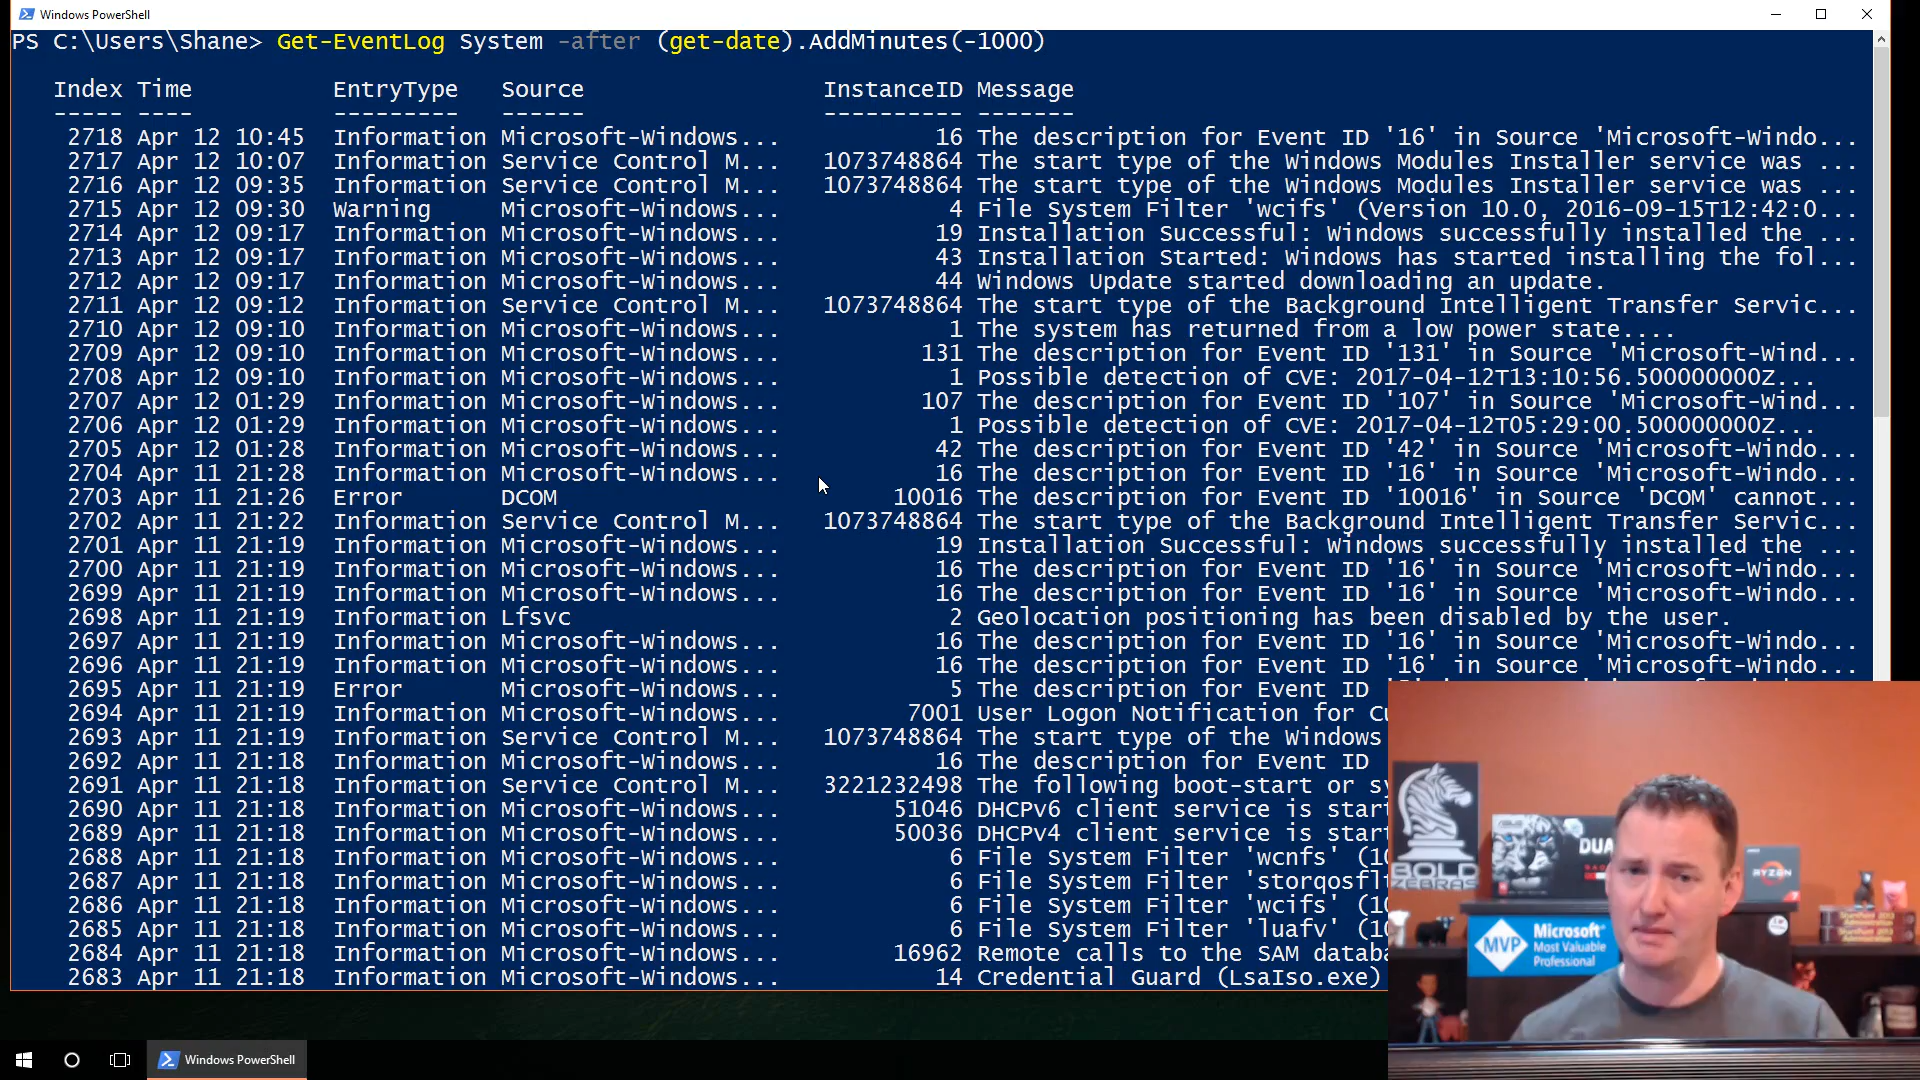 Windows PowerShell
PS C:\Users\Shane> Get-EventLog System -after (get-date).AddMinutes(-1000)
Index Time EntryType Source InstanceID Message
----- ---- --------- ------ ---------- -------
2718 Apr 12 10:45 Information Microsoft-Windows... 16 The description for Event ID '16' in Source 'Microsoft-Windo...
2717 Apr 12 10:07 Information Service Control M... 1073748864 The start type of the Windows Modules Installer service was ...
2716 Apr 12 09:35 Information Service Control M... 1073748864 The start type of the Windows Modules Installer service was ...
2715 Apr 12 09:30 Warning Microsoft-Windows... 4 File System Filter 'wcifs' (Version 10.0, 2016-09-15T12:42:0...
2714 Apr 12 09:17 Information Microsoft-Windows... 19 Installation Successful: Windows successfully installed the ...
2713 Apr 12 09:17 Information Microsoft-Windows... 43 Installation Started: Windows has started installing the fol...
2712 Apr 12 09:17 Information Microsoft-Windows... 44 Windows Update started downloading an update.
2711 Apr 12 09:12 Information Service Control M... 1073748864 The start type of the Background Intelligent Transfer Servic...
2710 Apr 12 09:10 Information Microsoft-Windows... 1 The system has returned from a low power state....
2709 Apr 12 09:10 Information Microsoft-Windows... 131 The description for Event ID '131' in Source 'Microsoft-Wind...
2708 Apr 12 09:10 Information Microsoft-Windows... 1 Possible detection of CVE: 2017-04-12T13:10:56.500000000Z...
2707 Apr 12 01:29 Information Microsoft-Windows... 107 The description for Event ID '107' in Source 'Microsoft-Wind...
2706 Apr 12 01:29 Information Microsoft-Windows... 1 Possible detection of CVE: 2017-04-12T05:29:00.500000000Z...
2705 Apr 12 01:28 Information Microsoft-Windows... 42 The description for Event ID '42' in Source 'Microsoft-Windo...
2704 Apr 11 21:28 Information Microsoft-Windows... 16 The description for Event ID '16' in Source 'Microsoft-Windo...
2703 Apr 11 21:26 Error DCOM 10016 The description for Event ID '10016' in Source 'DCOM' cannot...
2702 Apr 11 21:22 Information Service Control M... 1073748864 The start type of the Background Intelligent Transfer Servic...
2701 Apr 11 21:19 Information Microsoft-Windows... 19 Installation Successful: Windows successfully installed the ...
2700 Apr 11 21:19 Information Microsoft-Windows... 16 The description for Event ID '16' in Source 'Microsoft-Windo...
2699 Apr 11 21:19 Information Microsoft-Windows... 16 The description for Event ID '16' in Source 'Microsoft-Windo...
2698 Apr 11 21:19 Information Lfsvc 2 Geolocation positioning has been disabled by the user.
2697 Apr 11 21:19 Information Microsoft-Windows... 16 The description for Event ID '16' in Source 'Microsoft-Windo...
2696 Apr 11 21:19 Information Microsoft-Windows... 16 The description for Event ID '16' in Source 'Microsoft-Windo...
2695 Apr 11 21:19 Error Microsoft-Windows... 5 The description for Event ID
2694 Apr 11 21:19 Information Microsoft-Windows... 7001 User Logon Notification for Cu
2693 Apr 11 21:19 Information Service Control M... 1073748864 The start type of the Windows
2692 Apr 11 21:18 Information Microsoft-Windows... 16 The description for Event ID
2691 Apr 11 21:18 Information Service Control M... 3221232498 The following boot-start or sy
2690 Apr 11 21:18 Information Microsoft-Windows... 51046 DHCPv6 client service is start
2689 Apr 11 21:18 Information Microsoft-Windows... 50036 DHCPv4 client service is start
2688 Apr 11 21:18 Information Microsoft-Windows... 6 File System Filter 'wcnfs' (10
2687 Apr 11 21:18 Information Microsoft-Windows... 6 File System Filter 'storqosflt
2686 Apr 11 21:18 Information Microsoft-Windows... 6 File System Filter 'wcifs' (10
2685 Apr 11 21:18 Information Microsoft-Windows... 6 File System Filter 'luafv' (10
2684 Apr 11 21:18 Information Microsoft-Windows... 16962 Remote calls to the SAM databa
2683 Apr 11 21:18 Information Microsoft-Windows... 14 Credential Guard (LsaIso.exe)
BOLD
ZEBRAS
DUA
RYZEN
MVP
Microsoft®
Most Valuable
Professional
Windows PowerShell